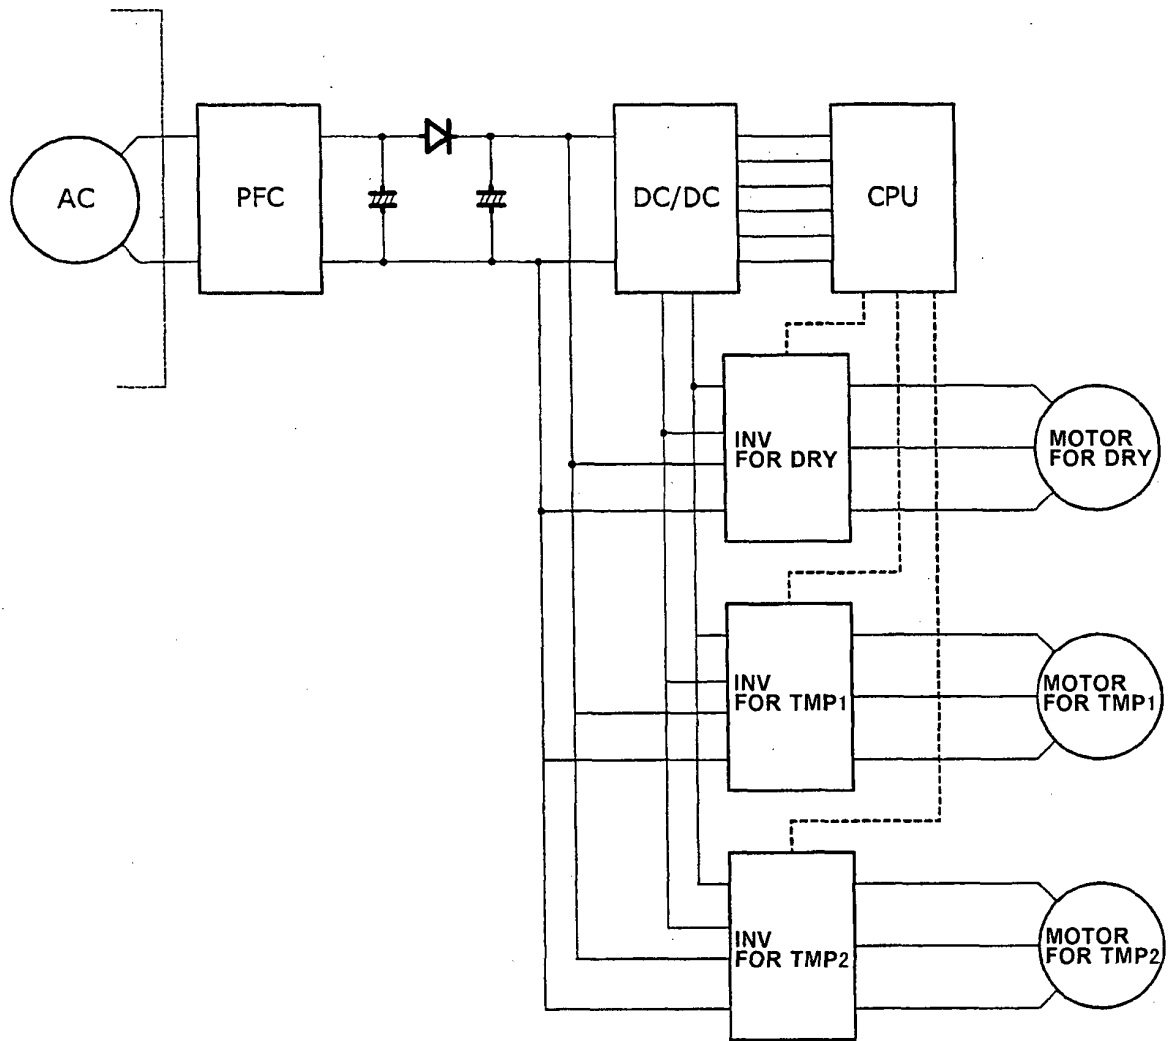 AC
PFC
DC/DC
CPU
INV
FOR DRY
MOTOR
FOR DRY
INV
FOR TMP1
MOTOR
FOR TMP1
INV
FOR TMP2
MOTOR
FOR TMP2